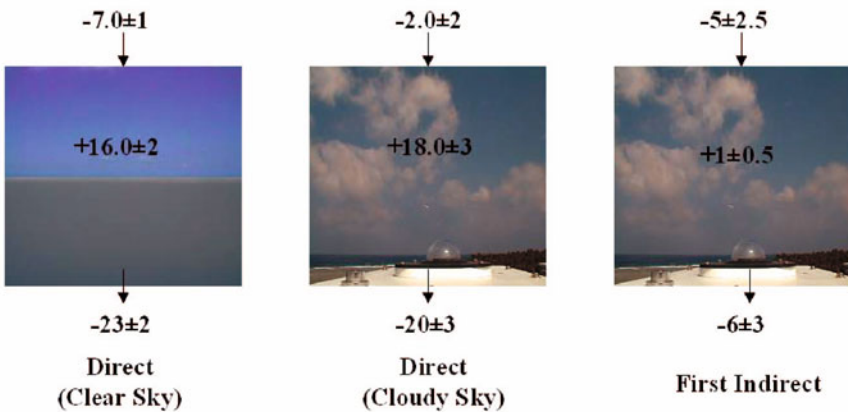 -7.0±1
-2.0±2
-5±2.5
+16.0±2
+18.0±3
+1±0.5
-23±2
-20±3
-6±3
Direct
(Clear Sky)
Direct
(Cloudy Sky)
First Indirect